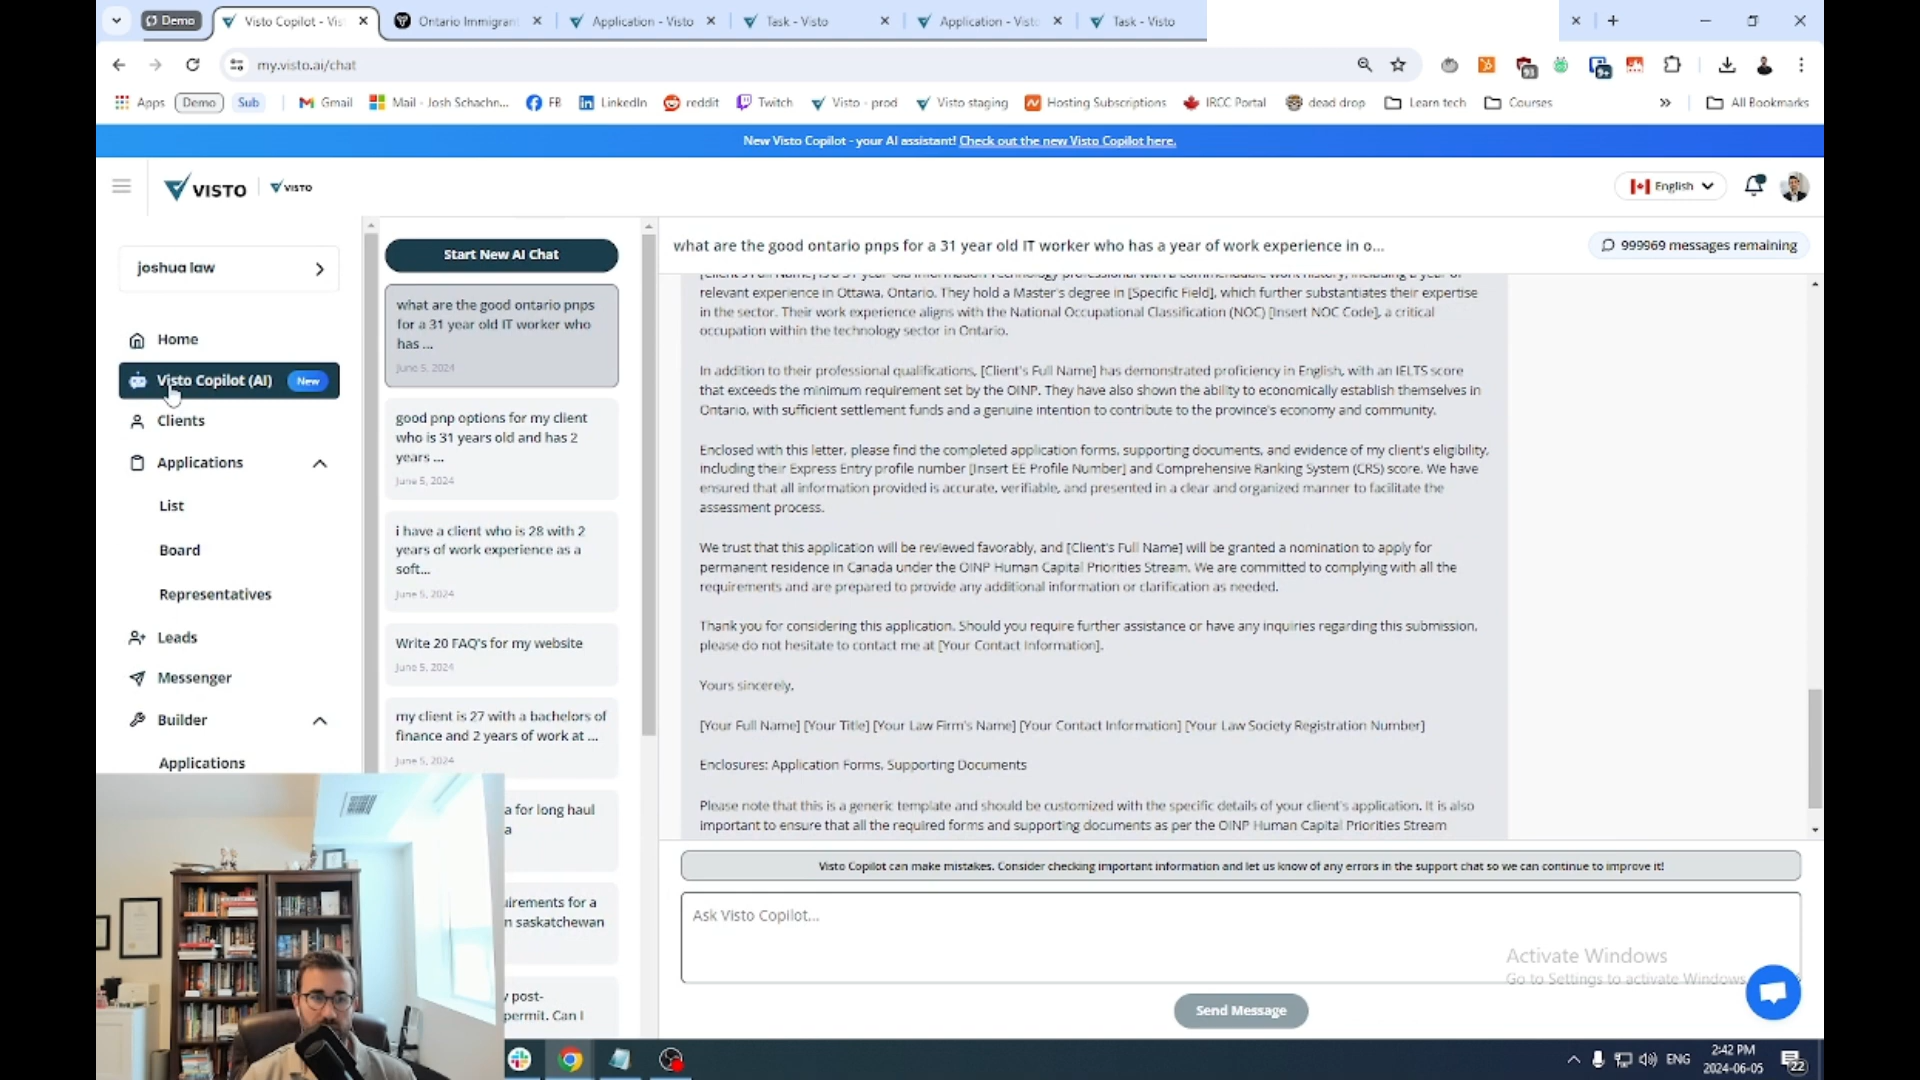 Demo
Visto Copilot - Vis
Ontario Immigran
Application - Visto
Task - Visto
Application - Visto
Task - Visto
my.visto.ai/chat
Apps
Demo
Sub
Gmail
Mail - Josh Schachn...
FB
LinkedIn
reddit
Twitch
Visto - prod
Visto staging
Hosting Subscriptions
IRCC Portal
dead drop
Learn tech
Courses
All Bookmarks
New Visto Copilot - your AI assistant! Check out the new Visto Copilot here.
VISTO
VISTO
English
joshua law
Home
Visto Copilot (AI)
New
Clients
Applications
List
Board
Representatives
Leads
Messenger
Builder
Applications
Start New AI Chat
what are the good ontario pnps
for a 31 year old IT worker who
has ...
June 5, 2024
good pnp options for my client
who is 31 years old and has 2
years ...
June 5, 2024
i have a client who is 28 with 2
years of work experience as a
soft...
June 5, 2024
Write 20 FAQ's for my website
June 5, 2024
my client is 27 with a bachelors of
finance and 2 years of work at ...
June 5, 2024
a for long haul
a
uirements for a
n saskatchewan
y post-
permit. Can I
what are the good ontario pnps for a 31 year old IT worker who has a year of work experience in o...
999969 messages remaining
relevant experience in Ottawa, Ontario. They hold a Master's degree in [Specific Field], which further substantiates their expertise
in the sector. Their work experience aligns with the National Occupational Classification (NOC) [Insert NOC Code], a critical
occupation within the technology sector in Ontario.
In addition to their professional qualifications, [Client's Full Name] has demonstrated proficiency in English, with an IELTS score
that exceeds the minimum requirement set by the OINP. They have also shown the ability to economically establish themselves in
Ontario, with sufficient settlement funds and a genuine intention to contribute to the province's economy and community.
Enclosed with this letter, please find the completed application forms, supporting documents, and evidence of my client's eligibility,
including their Express Entry profile number [Insert EE Profile Number] and Comprehensive Ranking System (CRS) score. We have
ensured that all information provided is accurate, verifiable, and presented in a clear and organized manner to facilitate the
assessment process.
We trust that this application will be reviewed favorably, and [Client's Full Name] will be granted a nomination to apply for
permanent residence in Canada under the OINP Human Capital Priorities Stream. We are committed to complying with all the
requirements and are prepared to provide any additional information or clarification as needed.
Thank you for considering this application. Should you require further assistance or have any inquiries regarding this submission,
please do not hesitate to contact me at [Your Contact Information].
Yours sincerely,
[Your Full Name] [Your Title] [Your Law Firm's Name] [Your Contact Information] [Your Law Society Registration Number]
Enclosures: Application Forms, Supporting Documents
Please note that this is a generic template and should be customized with the specific details of your client's application. It is also
important to ensure that all the required forms and supporting documents as per the OINP Human Capital Priorities Stream
Visto Copilot can make mistakes. Consider checking important information and let us know of any errors in the support chat so we can continue to improve it!
Ask Visto Copilot...
Activate Windows
Go to Settings to activate Windows.
Send Message
ENG
2:42 PM
2024-06-05
22